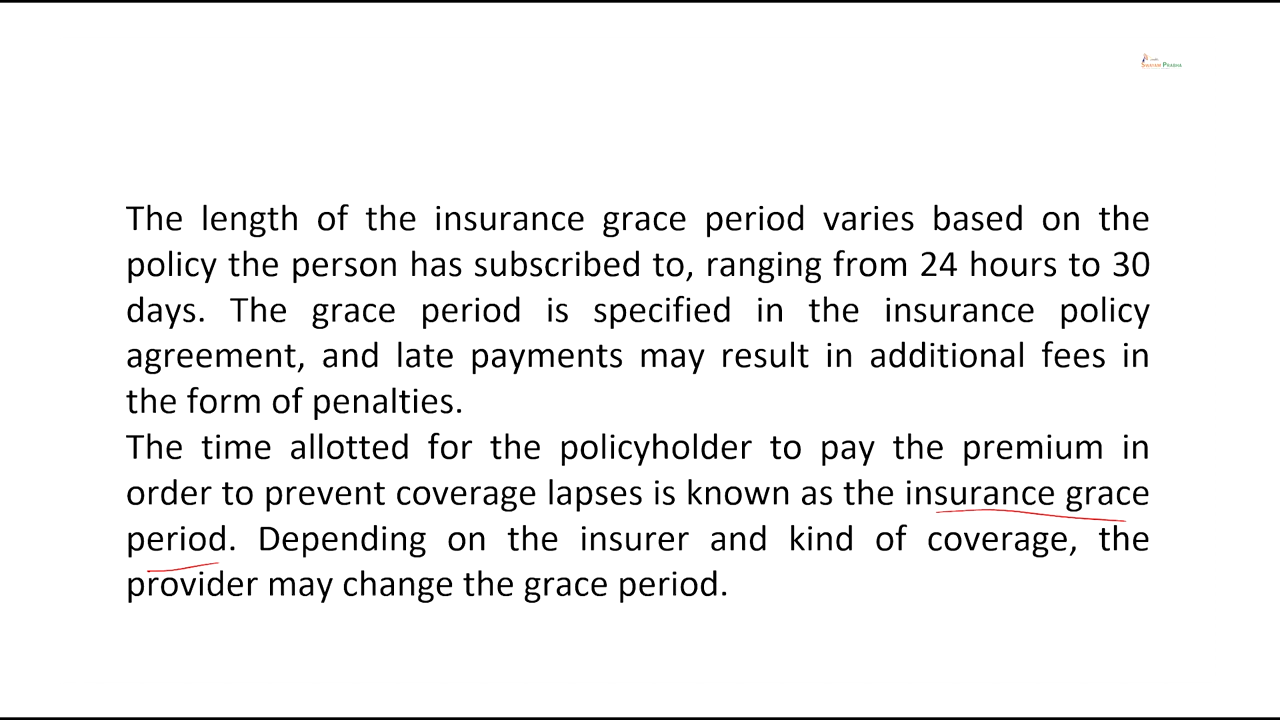 SWAYAM PRABHA
The length of the insurance grace period varies based on the
policy the person has subscribed to, ranging from 24 hours to 30
days. The grace period is specified in the insurance policy
agreement, and late payments may result in additional fees in
the form of penalties.
The time allotted for the policyholder to pay the premium in
order to prevent coverage lapses is known as the insurance grace
period. Depending on the insurer and kind of coverage, the
provider may change the grace period.